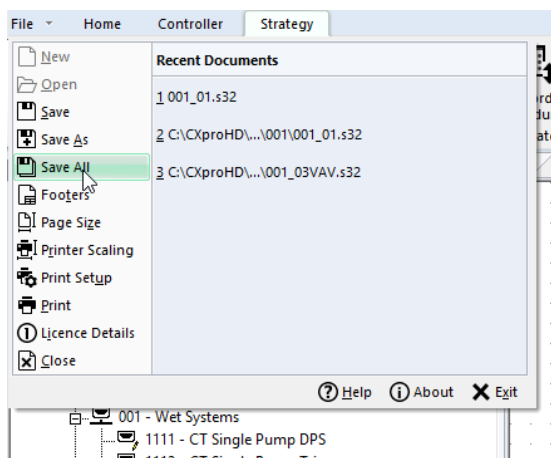 File Home Controller Strategy
New
Open
Save
Save As
Save All
Footers
Page Size
Printer Scaling
Print Setup
Print
Licence Details
Close
Recent Documents
1 001_01.s32
2 C:\CXproHD\...\001\001_01.s32
3 C:\CXproHD\...\001_03VAV.s32
Help About Exit
001 - Wet Systems
1111 - CT Single Pump DPS